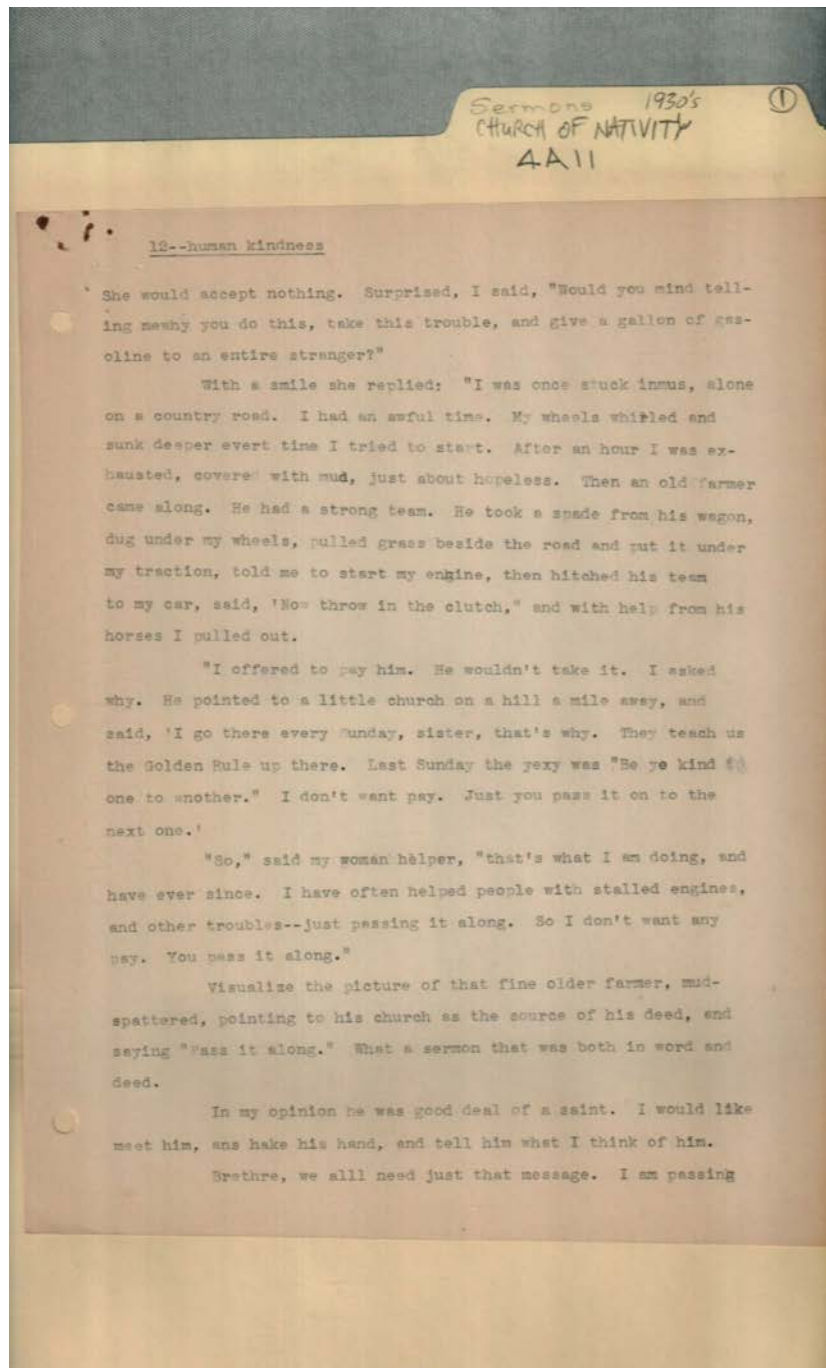 Sermons 1930's
①
CHURCH OF NATIVITY
4A11
12--human kindness
She would accept nothing. Surprised, I said, "Would you mind tell-
ing mewhy you do this, take this trouble, and give a gallon of gas-
oline to an entire stranger?"
With a smile she replied: "I was once stuck inmus, alone
on a country road. I had an awful time. My wheels whirled and
sunk deeper evert time I tried to start. After an hour I was ex-
hausted, covered with mud, just about hopeless. Then an old farmer
came along. He had a strong team. He took a spade from his wagon,
dug under my wheels, pulled grass beside the road and put it under
my traction, told me to start my engine, then hitched his team
to my car, said, 'Now throw in the clutch," and with help from his
horses I pulled out.
"I offered to pay him. He wouldn't take it. I asked
why. He pointed to a little church on a hill a mile away, and
said, 'I go there every Sunday, sister, that's why. They teach us
the Golden Rule up there. Last Sunday the yexy was "Be ye kind
one to another." I don't want pay. Just you pass it on to the
next one.'
"So," said my woman helper, "that's what I am doing, and
have ever since. I have often helped people with stalled engines,
and other troubles--just passing it along. So I don't want any
pay. You pass it along."
Visualize the picture of that fine older farmer, mud-
spattered, pointing to his church as the source of his deed, and
saying "Pass it along." What a sermon that was both in word and
deed.
In my opinion he was good deal of a saint. I would like
meet him, ans hake his hand, and tell him what I think of him.
Brethre, we alll need just that message. I am passing